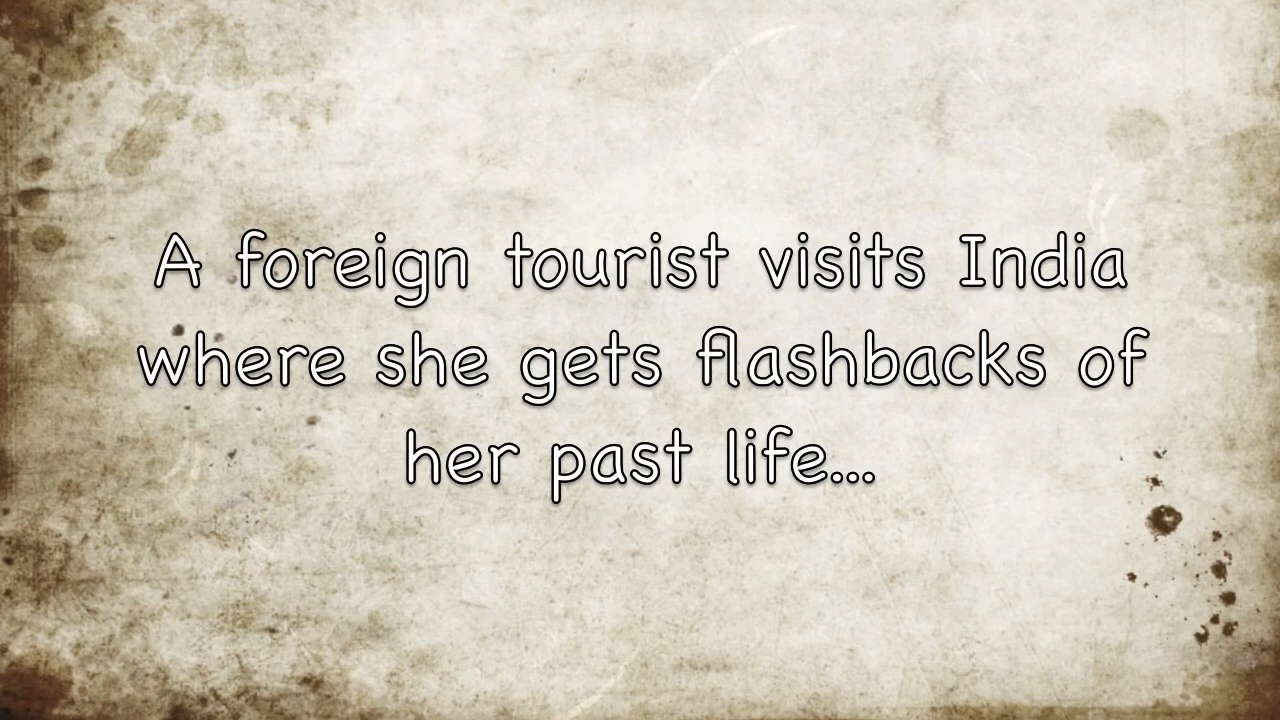 A foreign tourist visits India
where she gets flashbacks of
her past life...